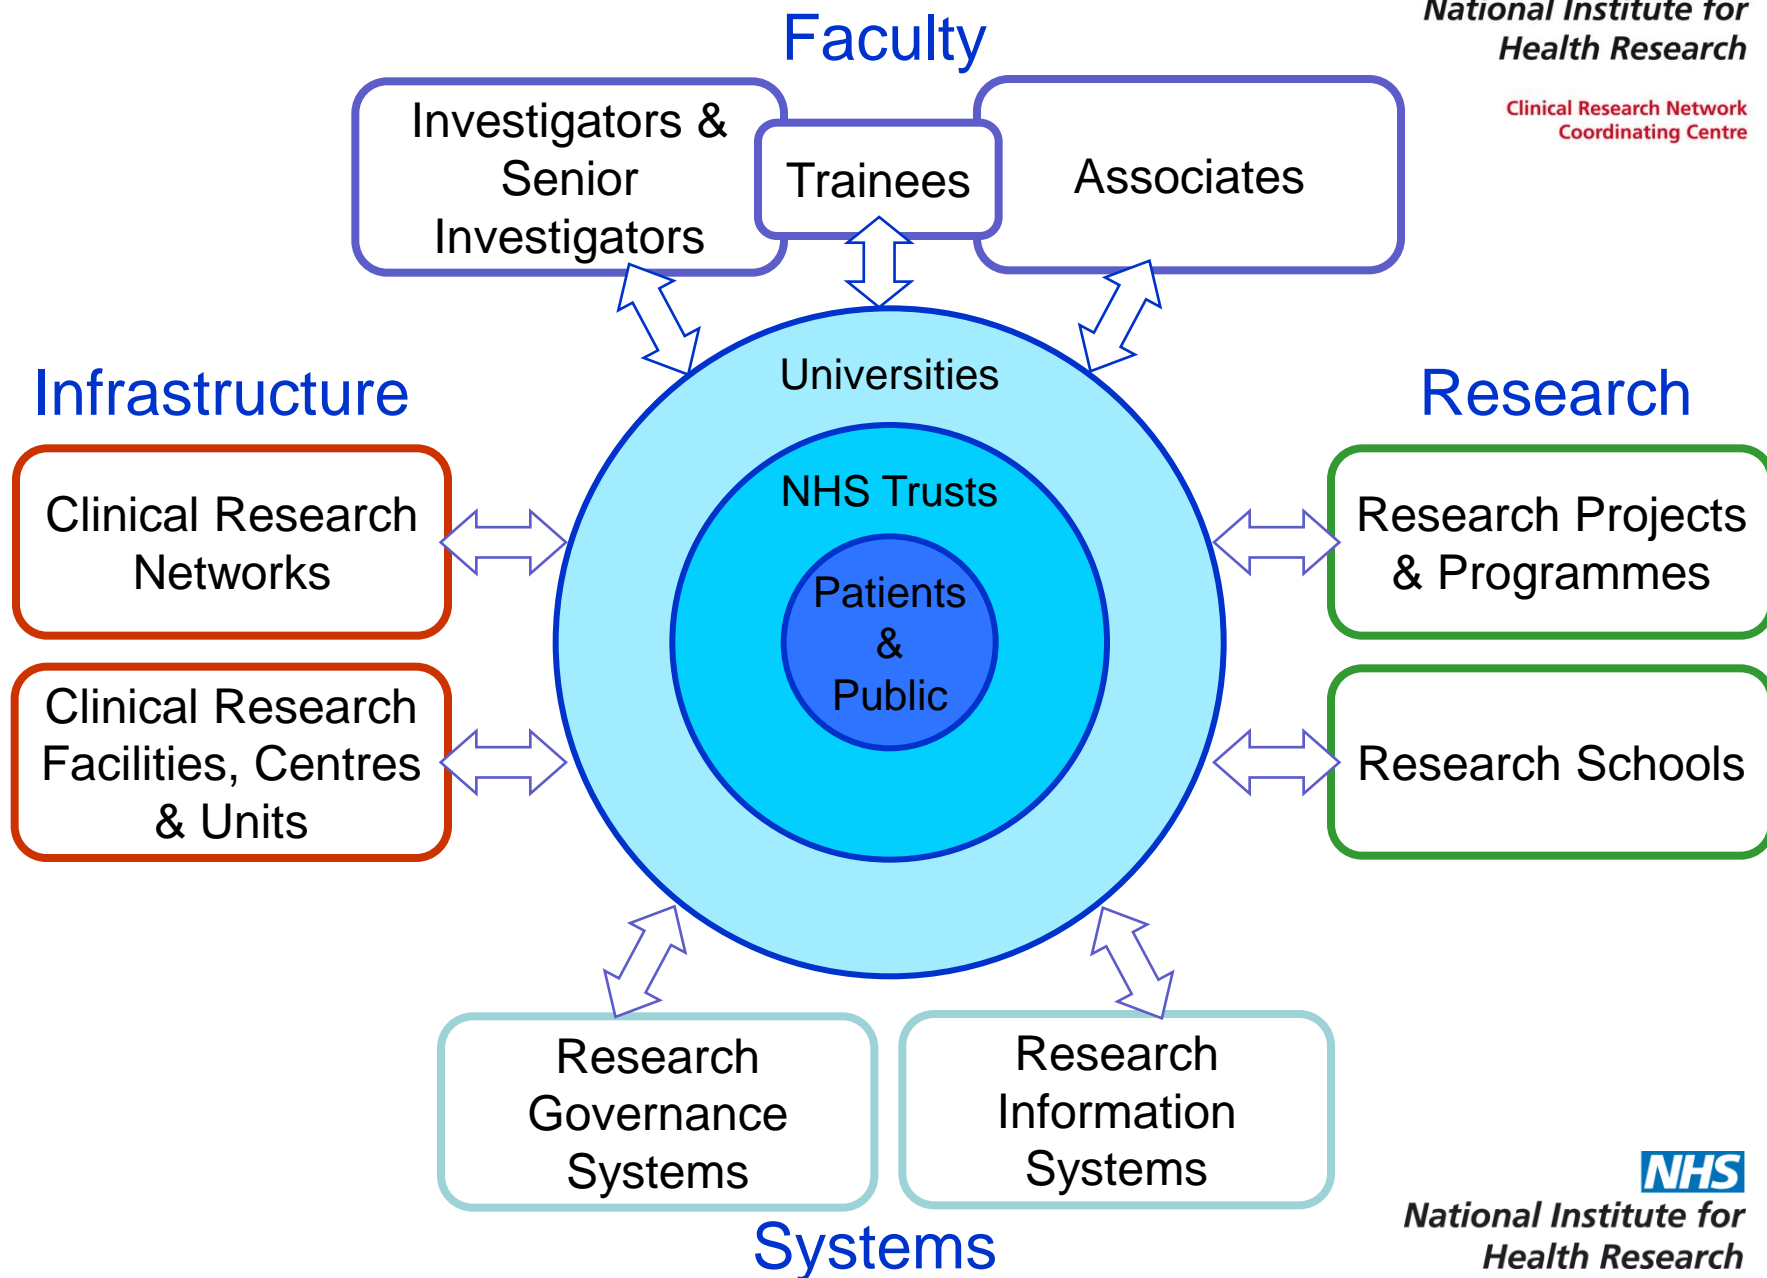 National Institute for
Health Research
Clinical Research Network
Coordinating Centre
Faculty
Investigators &
Senior
Investigators
Trainees
Associates
Infrastructure
Clinical Research
Networks
Clinical Research
Facilities, Centres
& Units
Universities
NHS Trusts
Patients
&
Public
Research
Research Projects
& Programmes
Research Schools
Research
Governance
Systems
Research
Information
Systems
Systems
NHS
National Institute for
Health Research